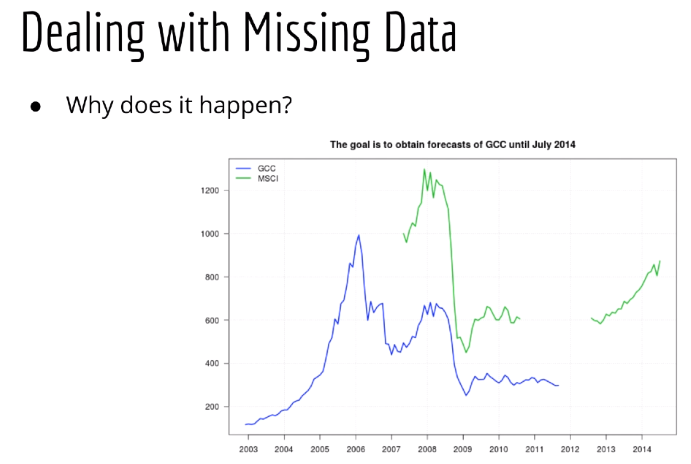 Dealing with Missing Data
● Why does it happen?
The goal is to obtain forecasts of GCC until July 2014
GCC
MSCI
1200
1000
800
600
400
200
2003 2004 2005 2006 2007 2008 2009 2010 2011 2012 2013 2014